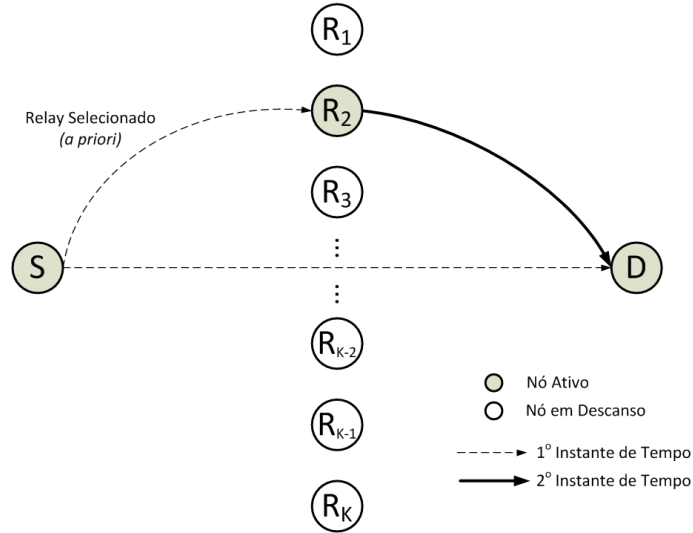 R1
Relay Selecionado
(a priori)
R2
R3
⋮
S
D
⋮
RK-2
RK-1
RK
Nó Ativo
Nó em Descanso
1º Instante de Tempo
2º Instante de Tempo